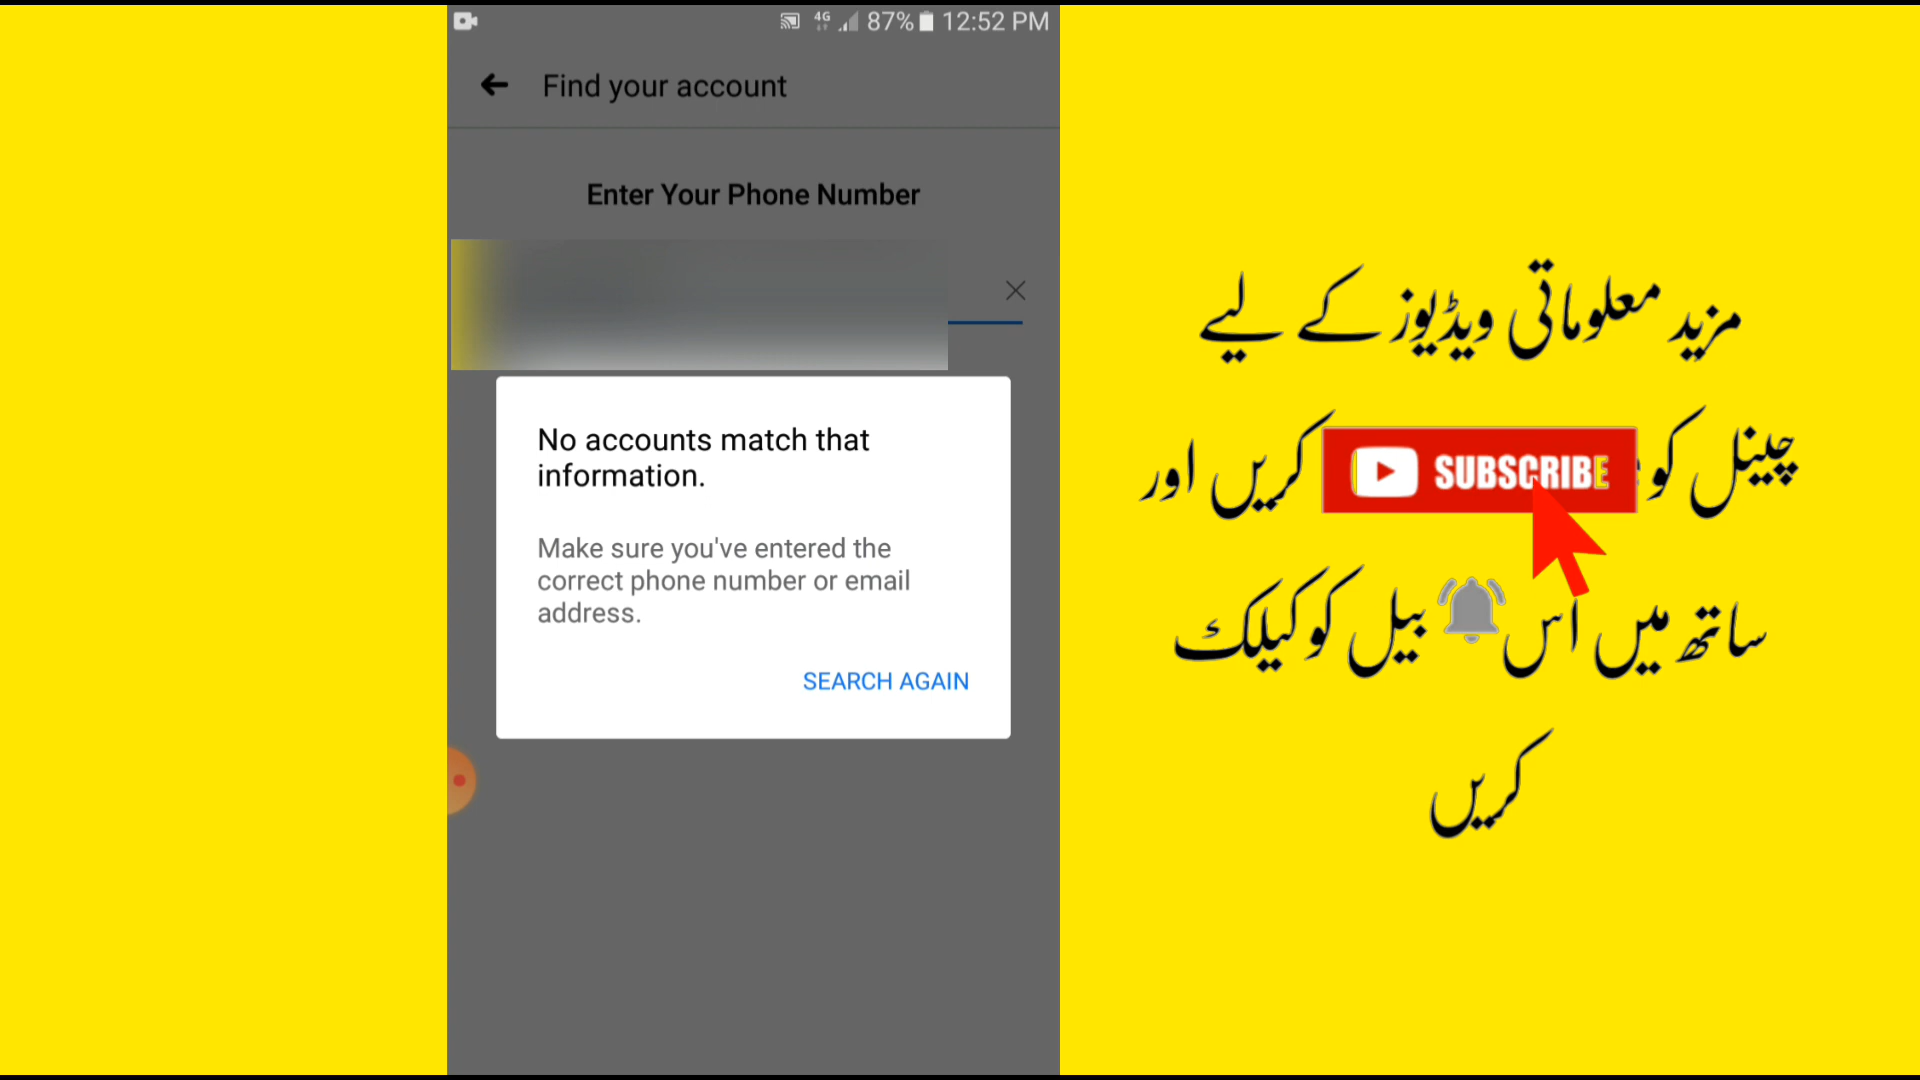 4G 87% 12:52 PM
Find your account
Enter Your Phone Number
No accounts match that
information.
Make sure you've entered the
correct phone number or email
address.
SEARCH AGAIN
مزید معلوماتی ویڈیوز کے لیے
چینل کو SUBSCRIBE کریں اور
ساتھ میں اس بیل کو کیلک
کریں